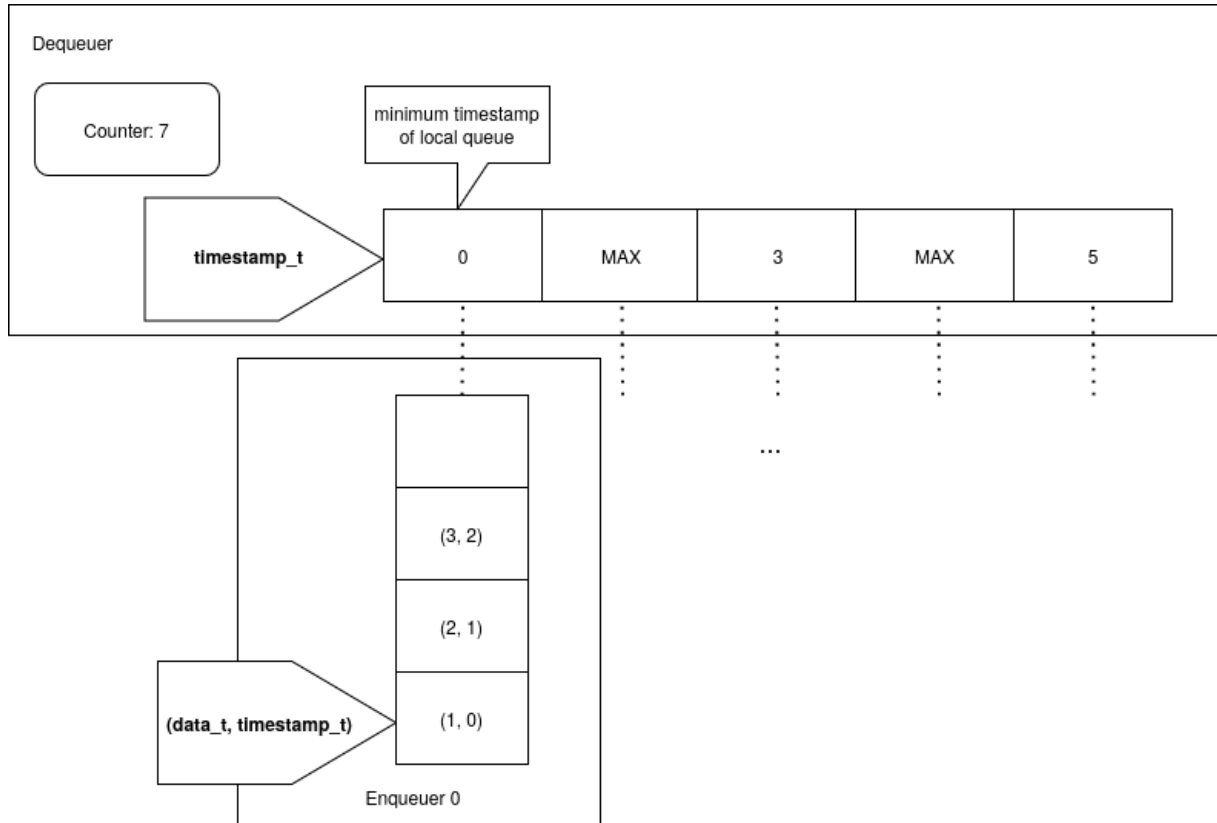 Dequeuer
Counter: 7
minimum timestamp
of local queue
timestamp_t
0
MAX
3
MAX
5
...
(3, 2)
(2, 1)
(data_t, timestamp_t)
(1, 0)
Enqueuer 0